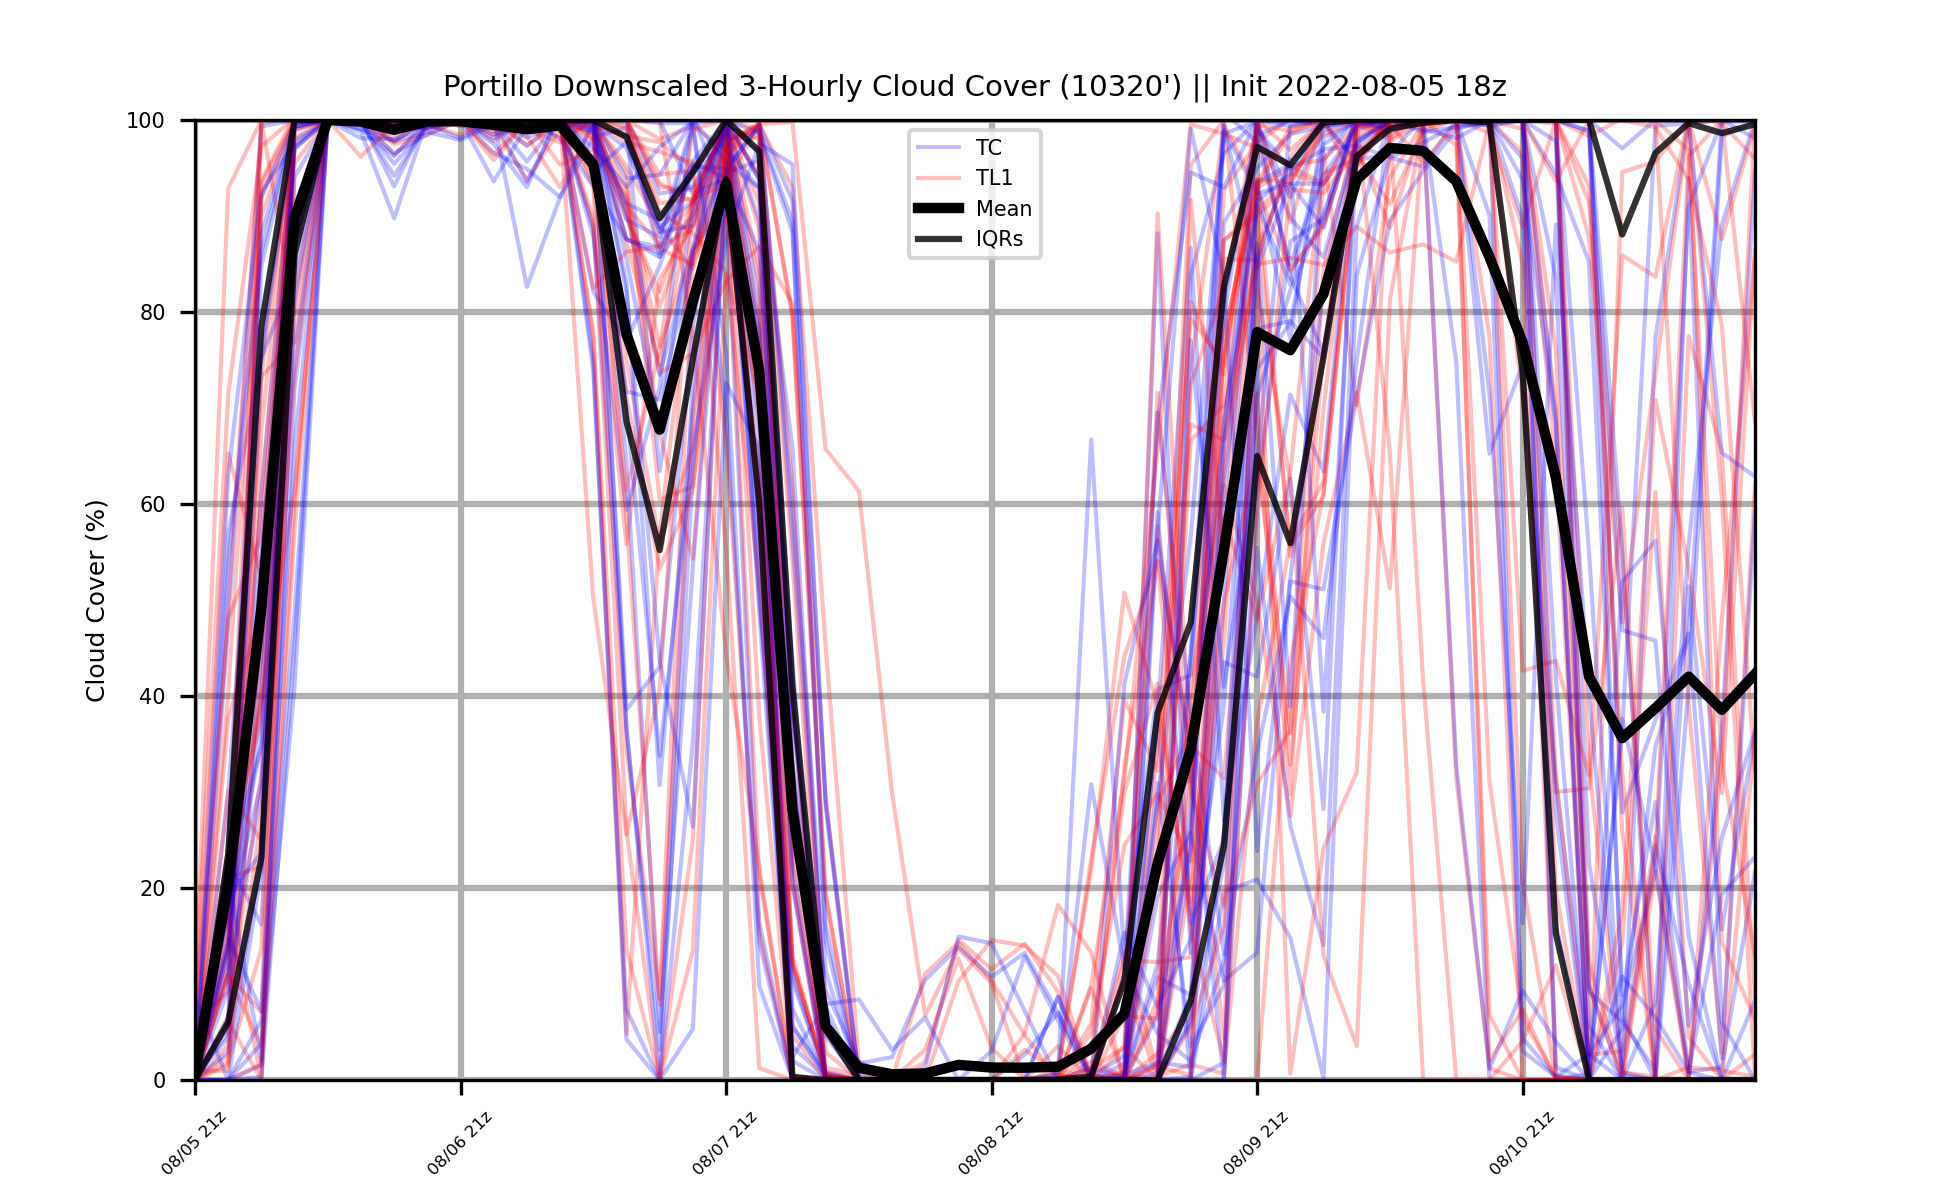 Portillo Downscaled 3-Hourly Cloud Cover (10320') || Init 2022-08-05 18z
Cloud Cover (%)
100
80
60
40
20
0
TC
TL1
Mean
IQRs
08/05 21z
08/06 21z
08/07 21z
08/08 21z
08/09 21z
08/10 21z